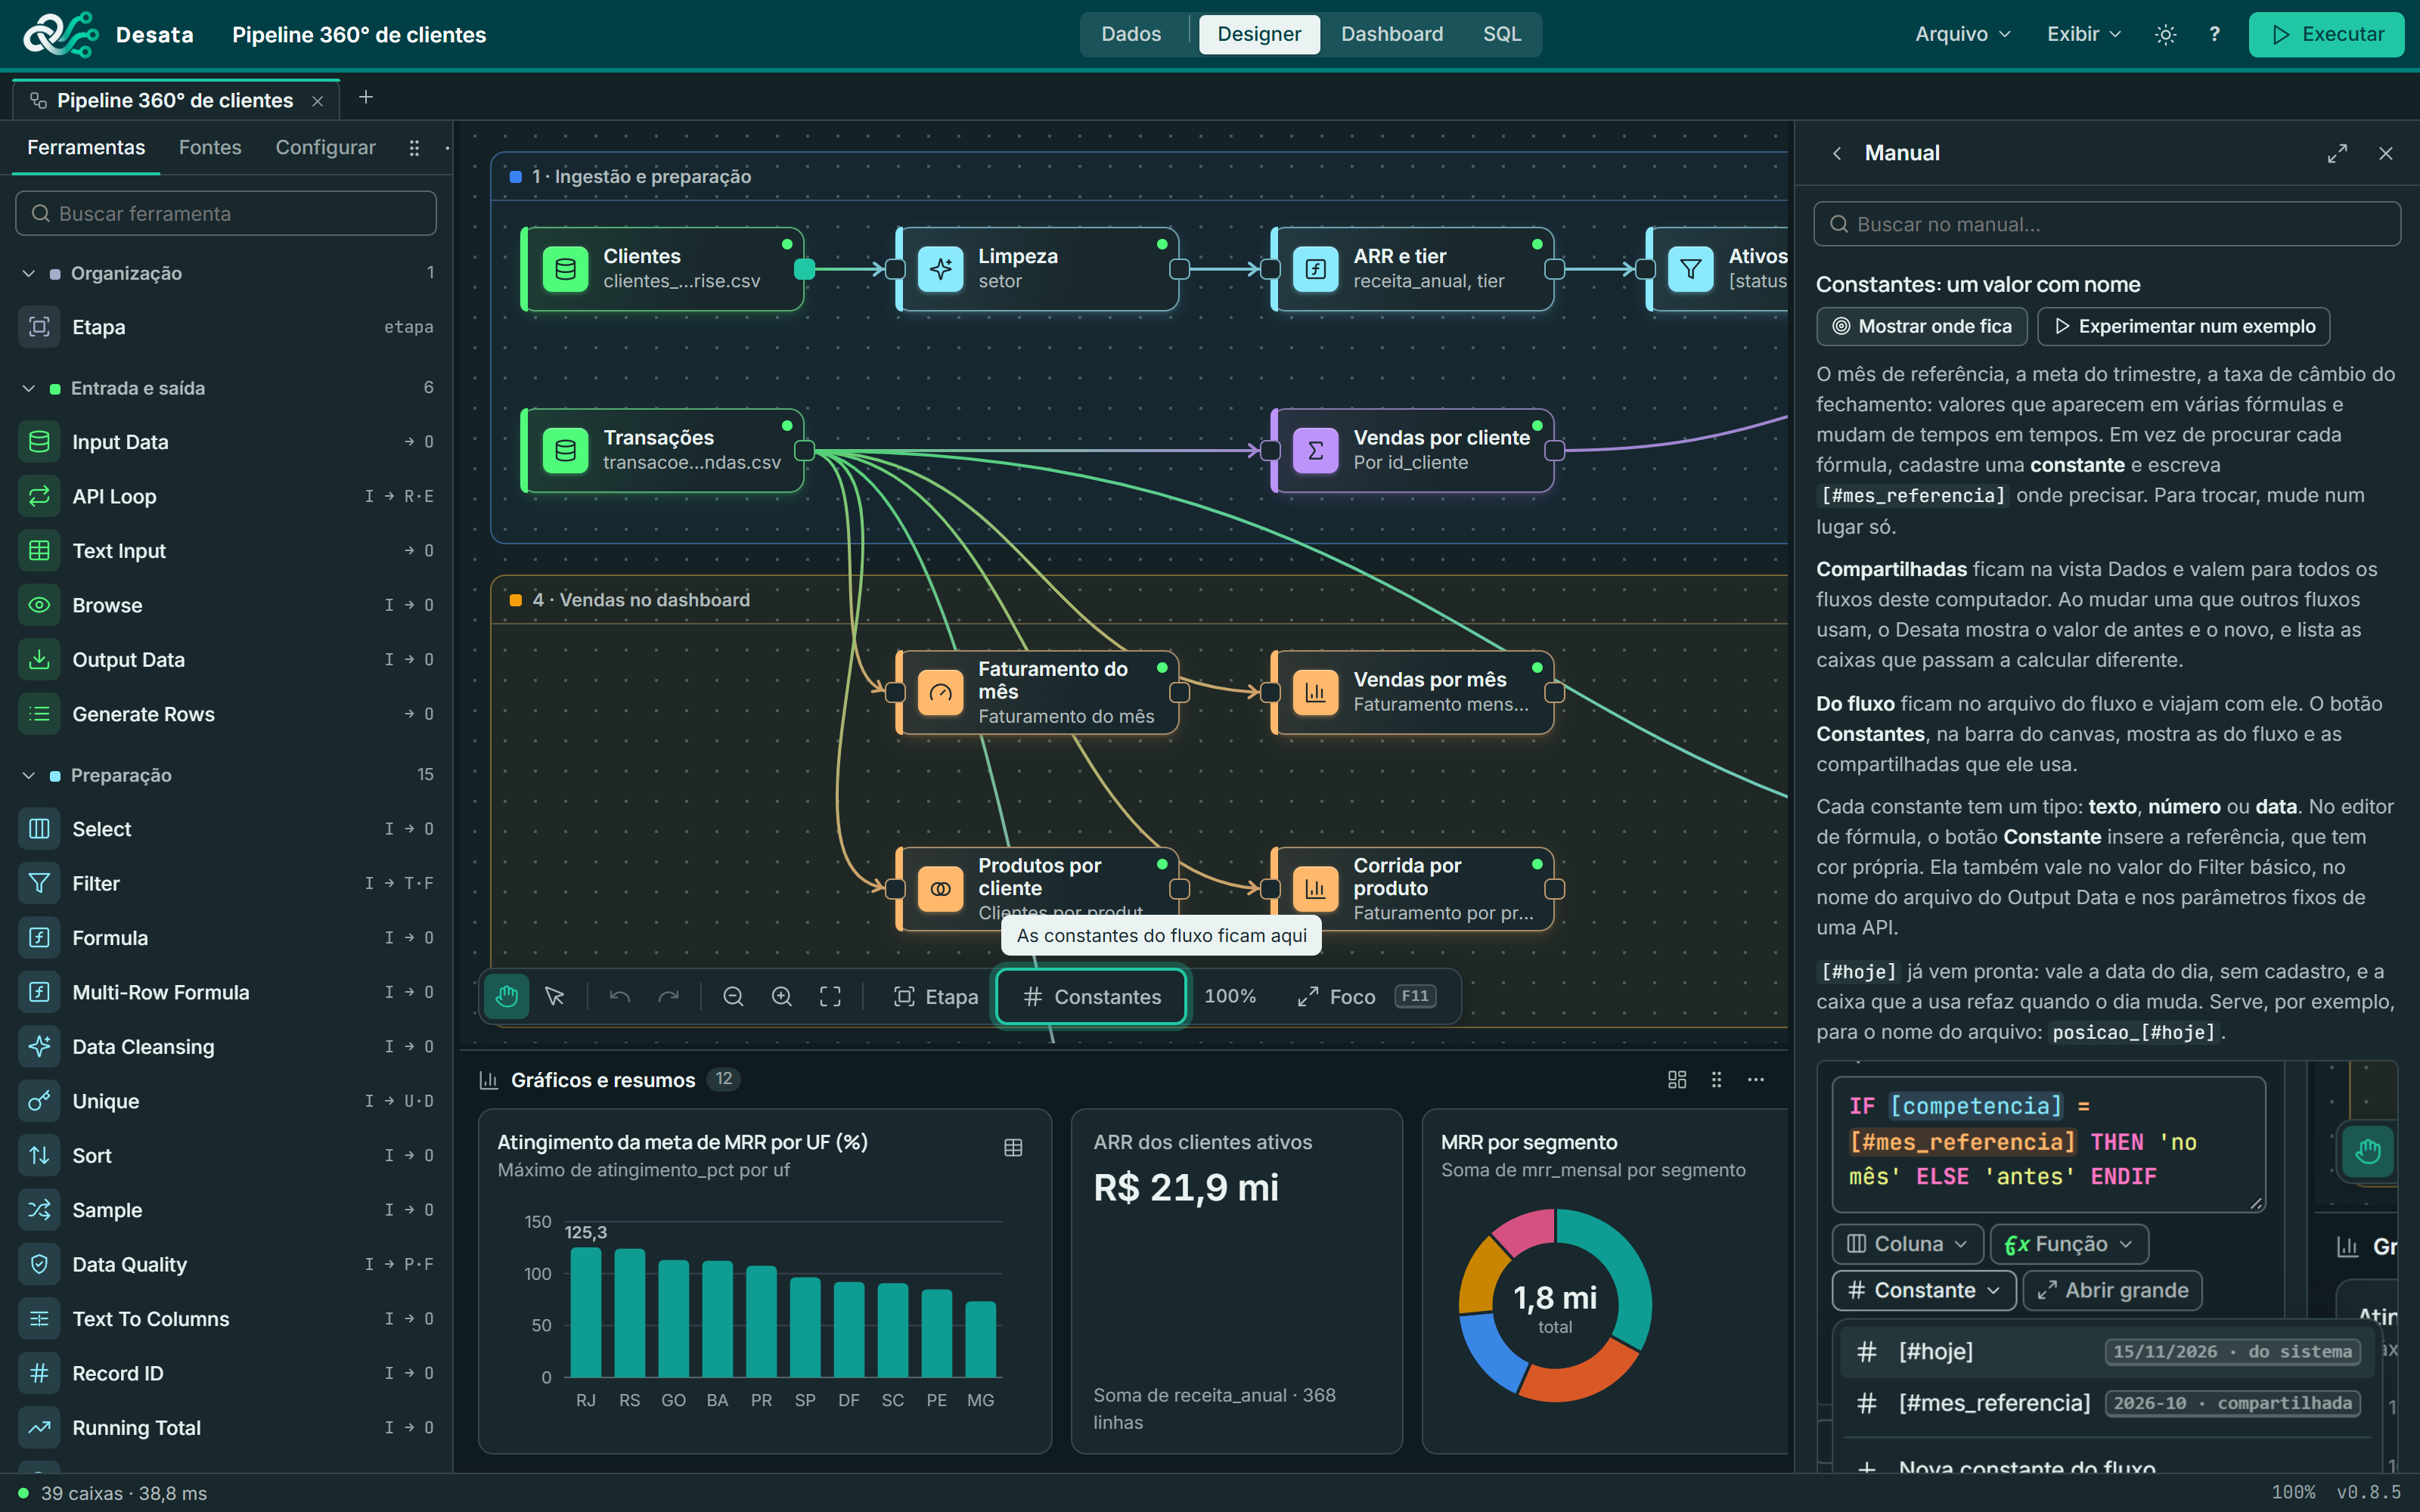 Desata
Pipeline 360° de clientes
Dados
Designer
Dashboard
SQL
Arquivo
Exibir
?
Executar
Pipeline 360° de clientes
Ferramentas
Fontes
Configurar
Buscar ferramenta
Organização 1
Etapa etapa
Entrada e saída 6
Input Data → O
API Loop I → R·E
Text Input → O
Browse I → O
Output Data I → O
Generate Rows → O
Preparação 15
Select I → O
Filter I → T·F
Formula I → O
Multi-Row Formula I → O
Data Cleansing I → O
Unique I → U·D
Sort I → O
Sample I → O
Data Quality I → P·F
Text To Columns I → O
Record ID I → O
Running Total I → O
1 · Ingestão e preparação
Clientes
clientes_...rise.csv
Limpeza
setor
ARR e tier
receita_anual, tier
Ativos
[status
Transações
transacoe...ndas.csv
Vendas por cliente
Por id_cliente
4 · Vendas no dashboard
Faturamento do
mês
Faturamento do mês
Vendas por mês
Faturamento mens...
Produtos por
cliente
Clientes por produt
Corrida por
produto
Faturamento por pr...
As constantes do fluxo ficam aqui
Etapa
# Constantes
100%
Foco F11
Gráficos e resumos 12
Atingimento da meta de MRR por UF (%)
Máximo de atingimento_pct por uf
150
100
50
0
125,3
RJ RS GO BA PR SP DF SC PE MG
ARR dos clientes ativos
R$ 21,9 mi
Soma de receita_anual · 368
linhas
MRR por segmento
Soma de mrr_mensal por segmento
1,8 mi
total
Manual
Buscar no manual...
Constantes: um valor com nome
Mostrar onde fica
Experimentar num exemplo
O mês de referência, a meta do trimestre, a taxa de câmbio do
fechamento: valores que aparecem em várias fórmulas e
mudam de tempos em tempos. Em vez de procurar cada
fórmula, cadastre uma constante e escreva
[#mes_referencia] onde precisar. Para trocar, mude num
lugar só.
Compartilhadas ficam na vista Dados e valem para todos os
fluxos deste computador. Ao mudar uma que outros fluxos
usam, o Desata mostra o valor de antes e o novo, e lista as
caixas que passam a calcular diferente.
Do fluxo ficam no arquivo do fluxo e viajam com ele. O botão
Constantes, na barra do canvas, mostra as do fluxo e as
compartilhadas que ele usa.
Cada constante tem um tipo: texto, número ou data. No editor
de fórmula, o botão Constante insere a referência, que tem
cor própria. Ela também vale no valor do Filter básico, no
nome do arquivo do Output Data e nos parâmetros fixos de
uma API.
[#hoje] já vem pronta: vale a data do dia, sem cadastro, e a
caixa que a usa refaz quando o dia muda. Serve, por exemplo,
para o nome do arquivo: posicao_[#hoje].
IF [competencia] =
[#mes_referencia] THEN 'no
mês' ELSE 'antes' ENDIF
Coluna
fx Função
# Constante
Abrir grande
Gr
# [#hoje] 15/11/2026 · do sistema
# [#mes_referencia] 2026-10 · compartilhada
+ Nova constante do fluxo
39 caixas · 38,8 ms
100% v0.8.5